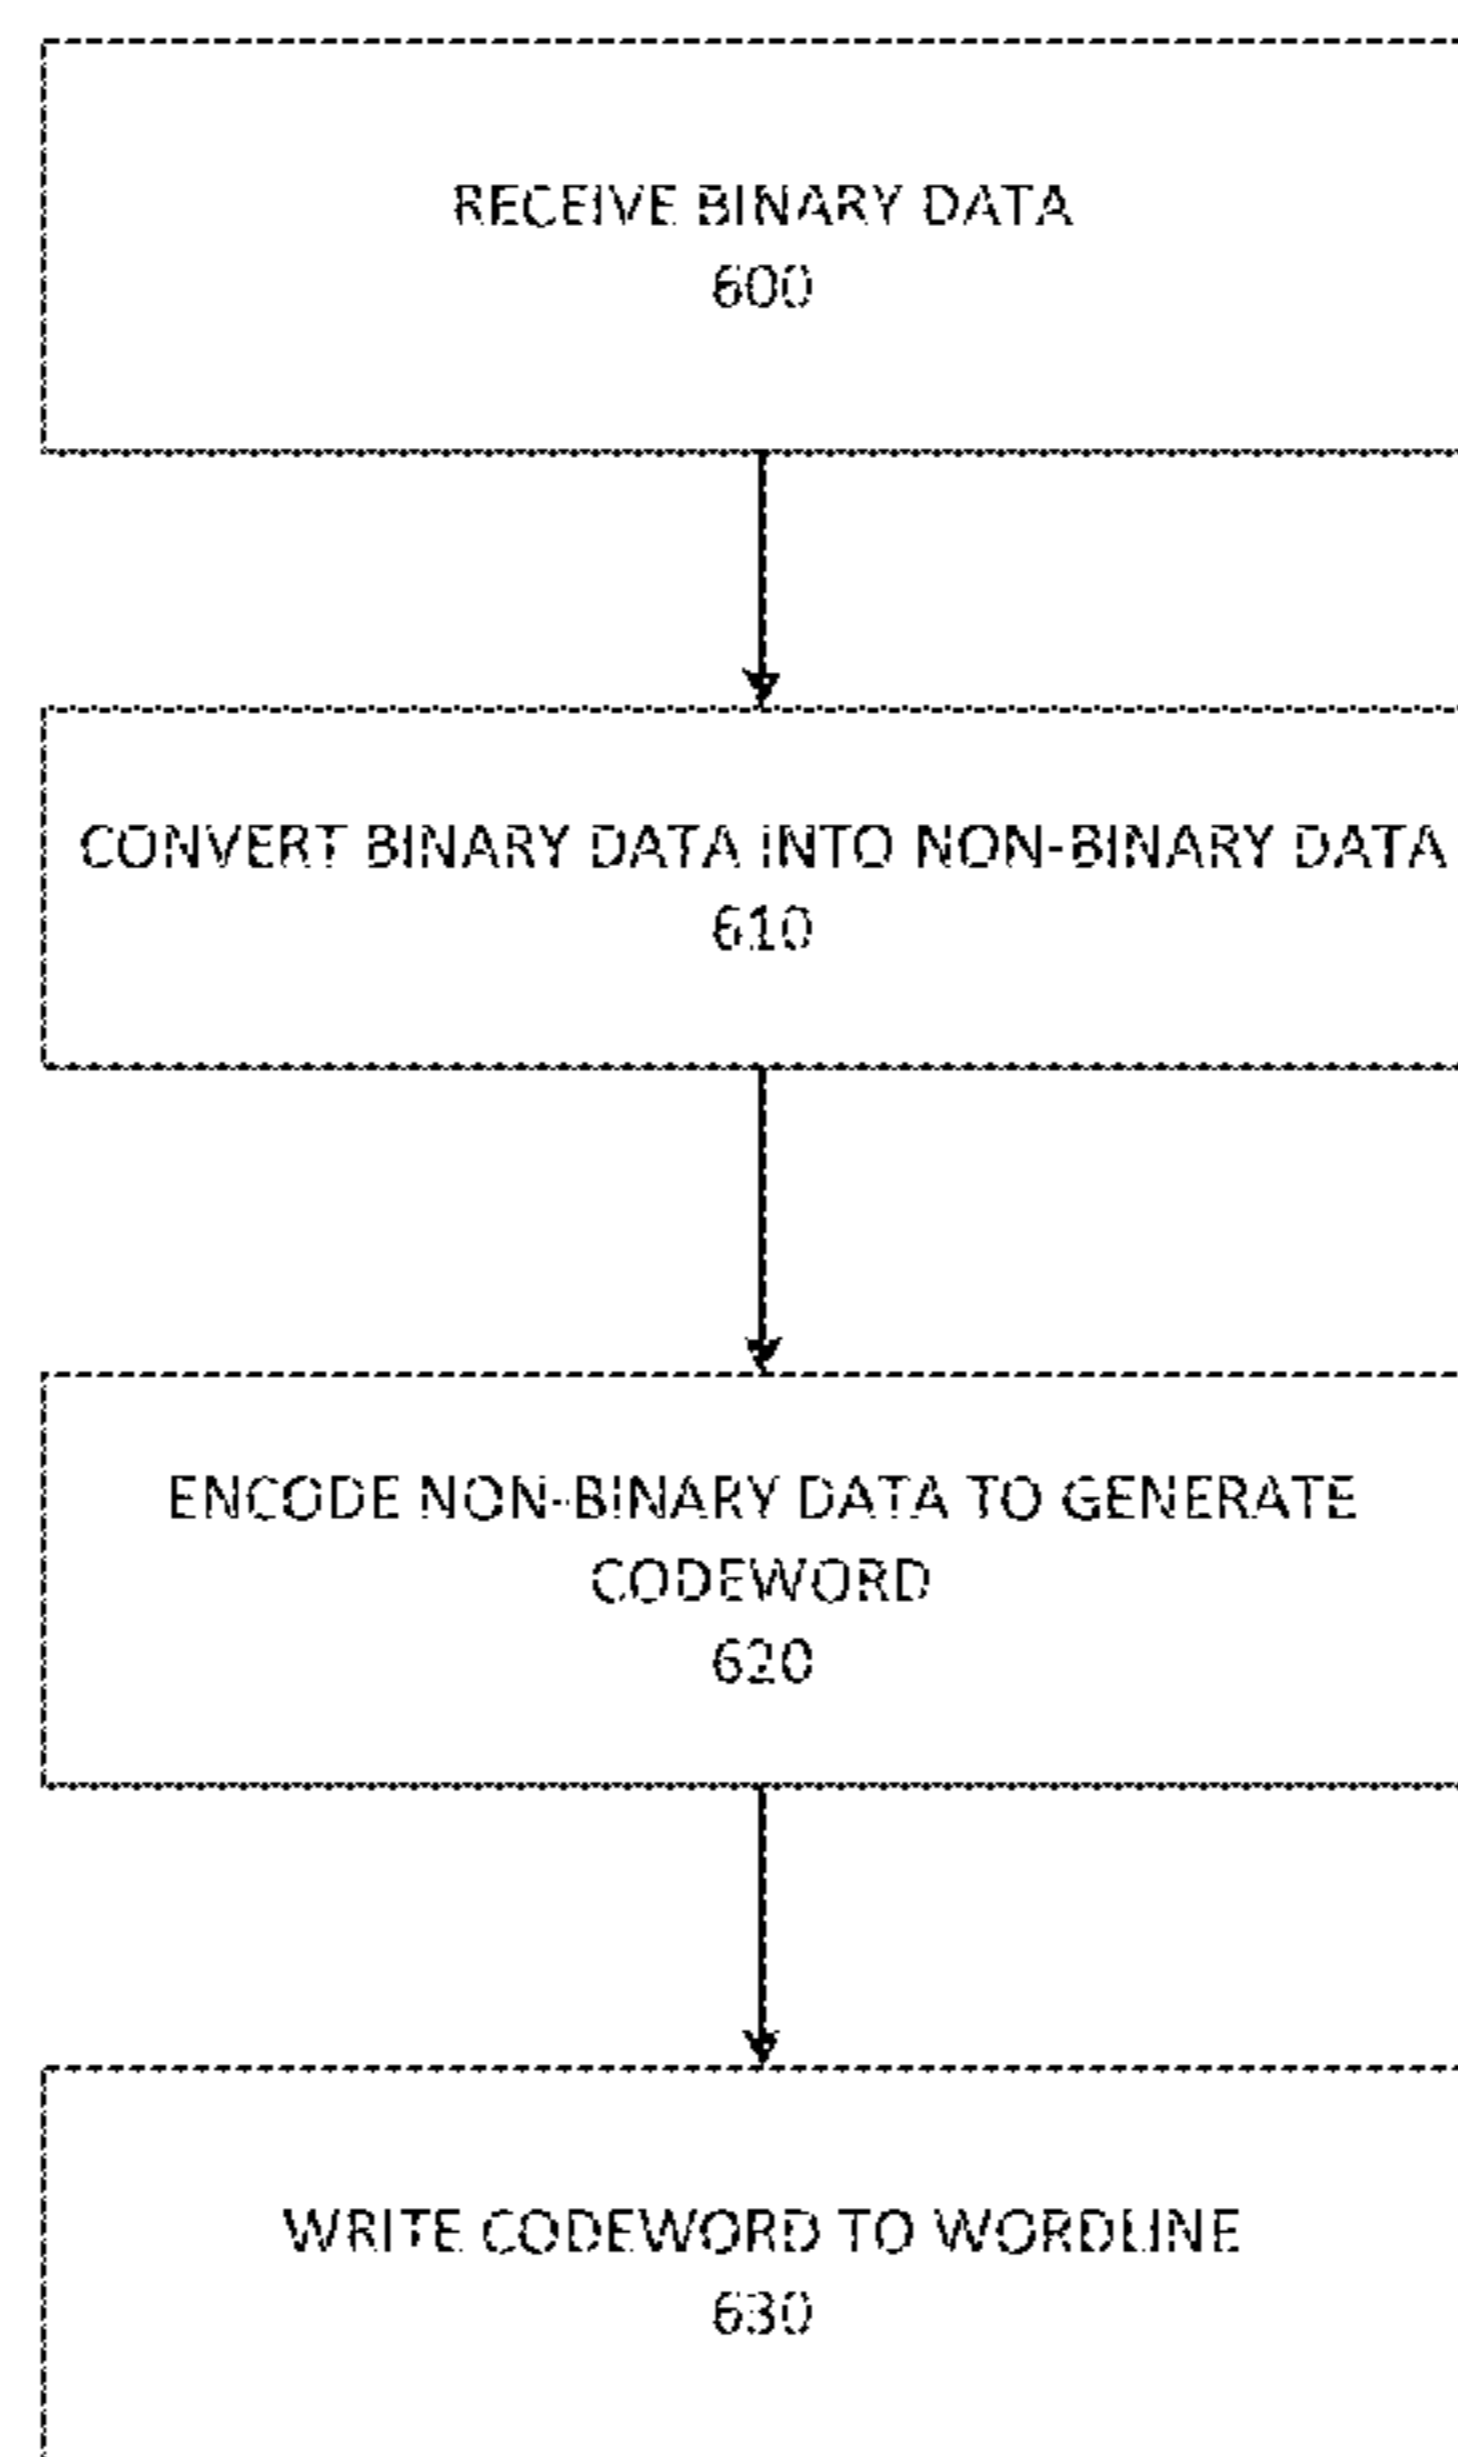 RECEIVE BINARY DATA
600
CONVERT BINARY DATA INTO NON-BINARY DATA
610
ENCODE NON-BINARY DATA TO GENERATE
CODEWORD
620
WRITE CODEWORD TO WORDLINE
630